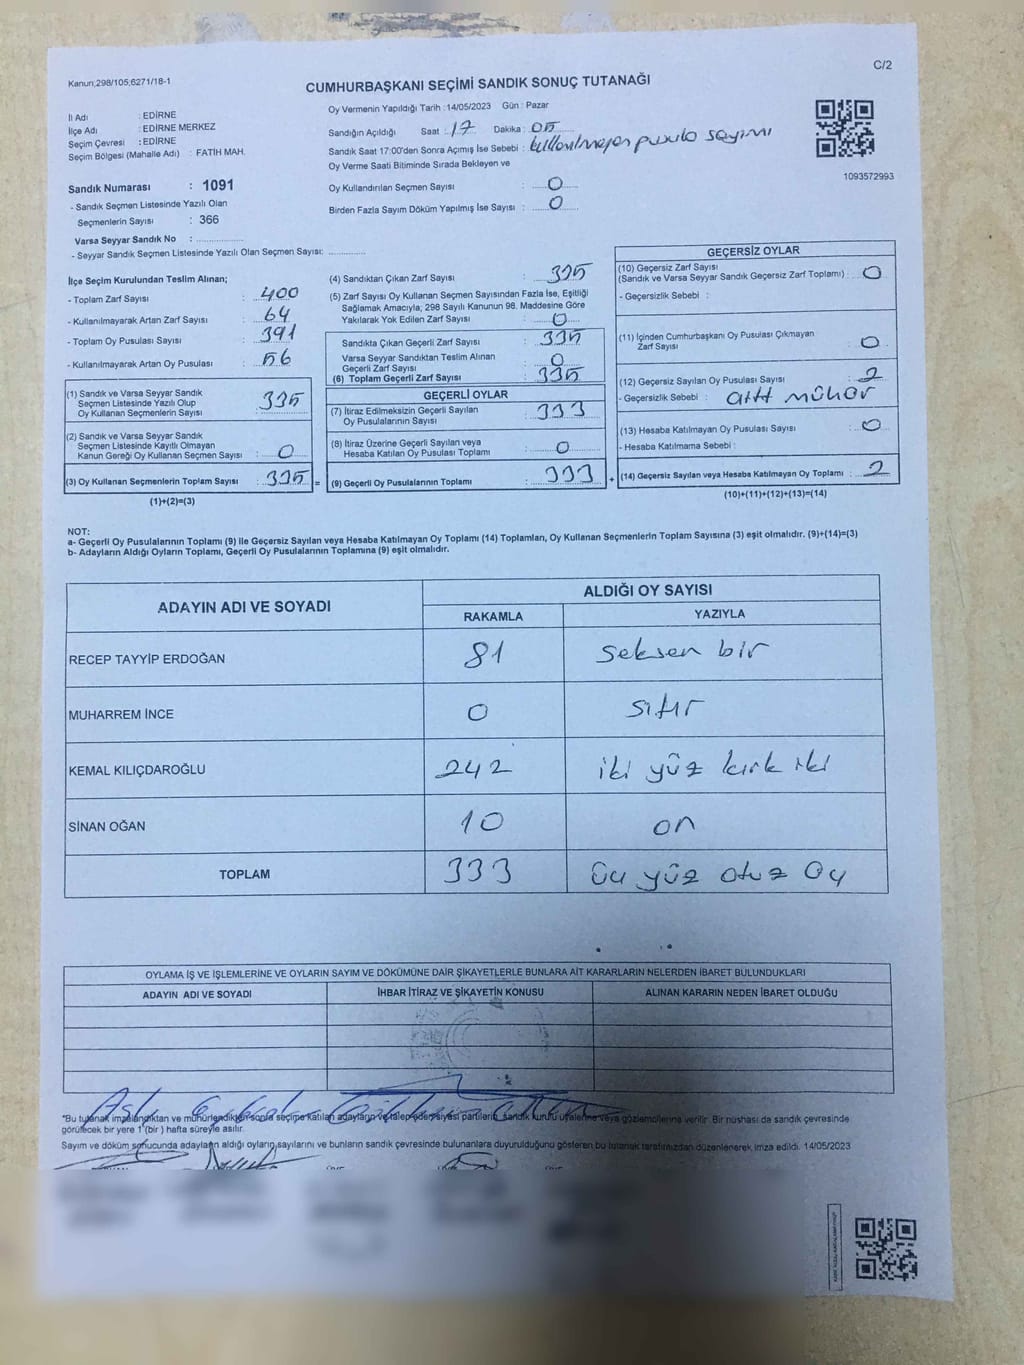 C/2
Kanun;298/105;6271/18-1
CUMHURBAŞKANI SEÇİMİ SANDIK SONUÇ TUTANAĞI
İl Adı : EDİRNE
İlçe Adı : EDİRNE MERKEZ
Seçim Çevresi : EDİRNE
Seçim Bölgesi (Mahalle Adı) : FATİH MAH.
Oy Vermenin Yapıldığı Tarih :14/05/2023 Gün : Pazar
Sandığın Açıldığı Saat : 17 Dakika : 05
Sandık Saat 17:00'den Sonra Açımış İse Sebebi : kullanılmayan pusula sayımı
Oy Verme Saati Bitiminde Sırada Bekleyen ve
Oy Kullandırılan Seçmen Sayısı : 0
Birden Fazla Sayım Döküm Yapılmış İse Sayısı : 0
1093572993
Sandık Numarası : 1091
- Sandık Seçmen Listesinde Yazılı Olan
Seçmenlerin Sayısı : 366
Varsa Seyyar Sandık No :
- Seyyar Sandık Seçmen Listesinde Yazılı Olan Seçmen Sayısı:
İlçe Seçim Kurulundan Teslim Alınan;
- Toplam Zarf Sayısı : 400
- Kullanılmayarak Artan Zarf Sayısı : 64
- Toplam Oy Pusulası Sayısı : 391
- Kullanılmayarak Artan Oy Pusulası : 56
(1) Sandık ve Varsa Seyyar Sandık
Seçmen Listesinde Yazılı Olup
Oy Kullanan Seçmenlerin Sayısı : 335
(2) Sandık ve Varsa Seyyar Sandık
Seçmen Listesinde Kayıtlı Olmayan
Kanun Gereği Oy Kullanan Seçmen Sayısı : 0
(3) Oy Kullanan Seçmenlerin Toplam Sayısı : 335 =
(1)+(2)=(3)
(4) Sandıktan Çıkan Zarf Sayısı : 335
(5) Zarf Sayısı Oy Kullanan Seçmen Sayısından Fazla İse, Eşitliği
Sağlamak Amacıyla; 298 Sayılı Kanunun 98. Maddesine Göre
Yakılarak Yok Edilen Zarf Sayısı : 0
Sandıkta Çıkan Geçerli Zarf Sayısı : 335
Varsa Seyyar Sandıktan Teslim Alınan
Geçerli Zarf Sayısı : 0
(6) Toplam Geçerli Zarf Sayısı : 335
GEÇERLİ OYLAR
(7) İtiraz Edilmeksizin Geçerli Sayılan
Oy Pusulalarının Sayısı : 333
(8) İtiraz Üzerine Geçerli Sayılan veya
Hesaba Katılan Oy Pusulası Toplamı : 0
(9) Geçerli Oy Pusulalarının Toplamı : 333 +
GEÇERSİZ OYLAR
(10) Geçersiz Zarf Sayısı
(Sandık ve Varsa Seyyar Sandık Geçersiz Zarf Toplamı) : 0
- Geçersizlik Sebebi :
(11) İçinden Cumhurbaşkanı Oy Pusulası Çıkmayan
Zarf Sayısı : 0
(12) Geçersiz Sayılan Oy Pusulası Sayısı : 2
- Geçersizlik Sebebi : çift mühür
(13) Hesaba Katılmayan Oy Pusulası Sayısı : 0
- Hesaba Katılmama Sebebi :
(14) Geçersiz Sayılan veya Hesaba Katılmayan Oy Toplamı : 2
(10)+(11)+(12)+(13)=(14)
NOT:
a- Geçerli Oy Pusulalarının Toplamı (9) ile Geçersiz Sayılan veya Hesaba Katılmayan Oy Toplamı (14) Toplamları, Oy Kullanan Seçmenlerin Toplam Sayısına (3) eşit olmalıdır. (9)+(14)=(3)
b- Adayların Aldığı Oyların Toplamı, Geçerli Oy Pusulalarının Toplamına (9) eşit olmalıdır.
ADAYIN ADI VE SOYADI
ALDIĞI OY SAYISI
RAKAMLA YAZIYLA
RECEP TAYYİP ERDOĞAN 81 seksen bir
MUHARREM İNCE 0 sıfır
KEMAL KILIÇDAROĞLU 242 iki yüz kırk iki
SİNAN OĞAN 10 on
TOPLAM 333 üç yüz otuz üç
OYLAMA İŞ VE İŞLEMLERİNE VE OYLARIN SAYIM VE DÖKÜMÜNE DAİR ŞİKAYETLERLE BUNLARA AİT KARARLARIN NELERDEN İBARET BULUNDUKLARI
ADAYIN ADI VE SOYADI İHBAR İTİRAZ VE ŞİKAYETİN KONUSU ALINAN KARARIN NEDEN İBARET OLDUĞU
*Bu tutanak imzalandıktan ve mühürlendikten sonra seçime katılan adayların ve talep eden siyasi partilerin sandık kurulu üyelerine veya gözlemcilerine verilir. Bir nüshası da sandık çevresinde
görülecek bir yere 1 (bir ) hafta süreyle asılır.
Sayım ve döküm sonucunda adayların aldığı oyların sayılarını ve bunların sandık çevresinde bulunanlara duyurulduğunu gösteren bu tutanak tarafımızdan düzenlenerek imza edildi. 14/05/2023